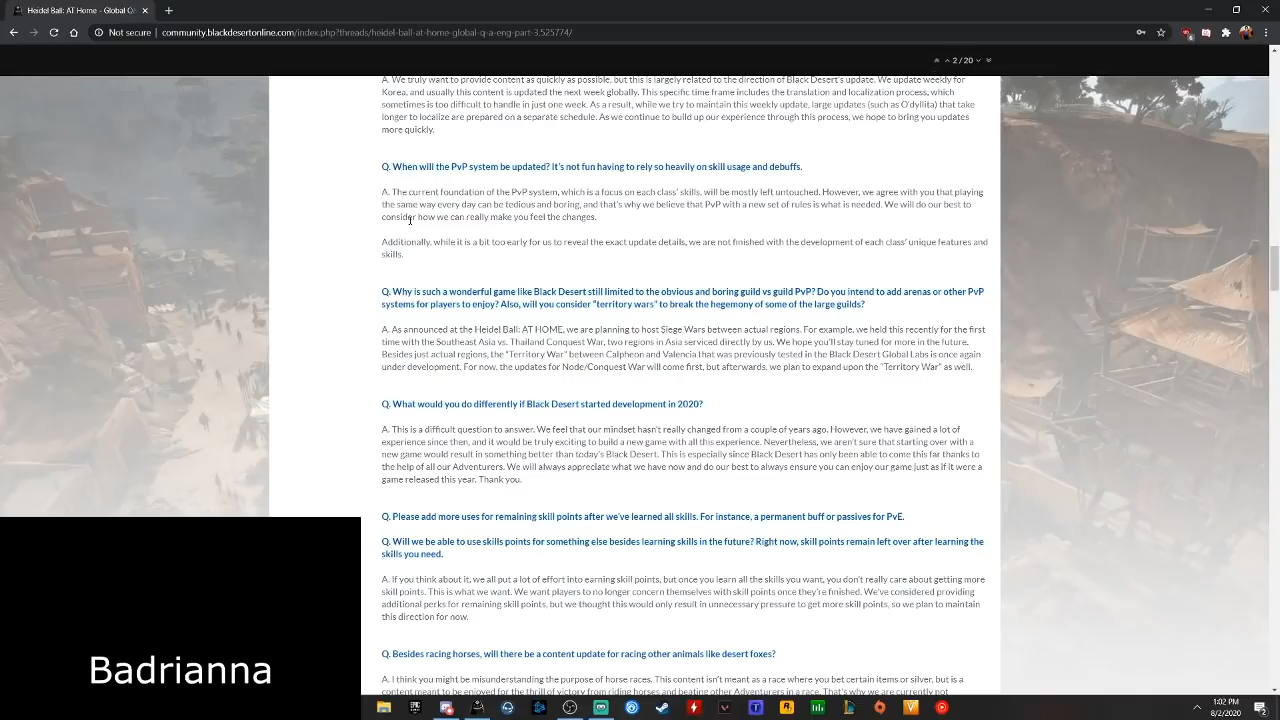 Heidel Ball: AT Home - Global Q
Not secure | community.blackdesertonline.com/index.php?threads/heidel-ball-at-home-global-q-a-eng-part-3.525774/
2 / 20
A. We truly want to provide content as quickly as possible, but this is largely related to the direction of Black Desert's update. We update weekly for
Korea, and usually this content is updated the next week globally. This specific time frame includes the translation and localization process, which
sometimes is too difficult to handle in just one week. As a result, while we try to maintain this weekly update, large updates (such as O'dyllita) that take
longer to localize are prepared on a separate schedule. As we continue to build up our experience through this process, we hope to bring you updates
more quickly.
Q. When will the PvP system be updated? It's not fun having to rely so heavily on skill usage and debuffs.
A. The current foundation of the PvP system, which is a focus on each class' skills, will be mostly left untouched. However, we agree with you that playing
the same way every day can be tedious and boring, and that's why we believe that PvP with a new set of rules is what is needed. We will do our best to
consider how we can really make you feel the changes.
Additionally, while it is a bit too early for us to reveal the exact update details, we are not finished with the development of each class' unique features and
skills.
Q. Why is such a wonderful game like Black Desert still limited to the obvious and boring guild vs guild PvP? Do you intend to add arenas or other PvP
systems for players to enjoy? Also, will you consider "territory wars" to break the hegemony of some of the large guilds?
A. As announced at the Heidel Ball: AT HOME, we are planning to host Siege Wars between actual regions. For example, we held this recently for the first
time with the Southeast Asia vs. Thailand Conquest War, two regions in Asia serviced directly by us. We hope you'll stay tuned for more in the future.
Besides just actual regions, the "Territory War" between Calpheon and Valencia that was previously tested in the Black Desert Global Labs is once again
under development. For now, the updates for Node/Conquest War will come first, but afterwards, we plan to expand upon the "Territory War" as well.
Q. What would you do differently if Black Desert started development in 2020?
A. This is a difficult question to answer. We feel that our mindset hasn't really changed from a couple of years ago. However, we have gained a lot of
experience since then, and it would be truly exciting to build a new game with all this experience. Nevertheless, we aren't sure that starting over with a
new game would result in something better than today's Black Desert. This is especially since Black Desert has only been able to come this far thanks to
the help of all our Adventurers. We will always appreciate what we have now and do our best to always ensure you can enjoy our game just as if it were a
game released this year. Thank you.
Q. Please add more uses for remaining skill points after we've learned all skills. For instance, a permanent buff or passives for PvE.
Q. Will we be able to use skills points for something else besides learning skills in the future? Right now, skill points remain left over after learning the
skills you need.
A. If you think about it, we all put a lot of effort into earning skill points, but once you learn all the skills you want, you don't really care about getting more
skill points. This is what we want. We want players to no longer concern themselves with skill points once they're finished. We've considered providing
additional perks for remaining skill points, but we thought this would only result in unnecessary pressure to get more skill points, so we plan to maintain
this direction for now.
Q. Besides racing horses, will there be a content update for racing other animals like desert foxes?
A. I think you might be misunderstanding the purpose of horse races. This content isn't meant as a race where you bet certain items or silver, but is a
content meant to be enjoyed for the thrill of victory from riding horses and beating other Adventurers in a race. That's why we are currently not
Badrianna
1:02 PM
8/2/2020